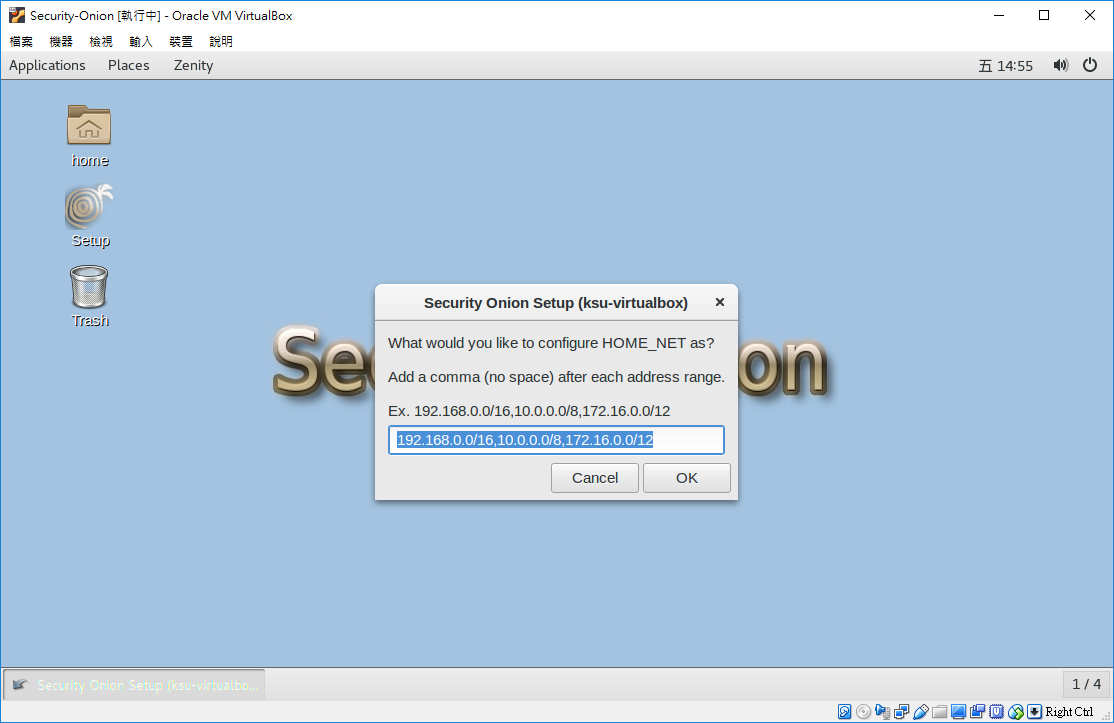 Security-Onion [執行中] - Oracle VM VirtualBox
檔案 機器 檢視 輸入 裝置 說明
Applications Places Zenity 五 14:55
home
Setup
Trash
Security Onion Setup (ksu-virtualbox)
What would you like to configure HOME_NET as?
Add a comma (no space) after each address range.
Ex. 192.168.0.0/16,10.0.0.0/8,172.16.0.0/12
192.168.0.0/16,10.0.0.0/8,172.16.0.0/12
Cancel OK
Security Onion Setup (ksu-virtualbo... 1 / 4
Right Ctrl